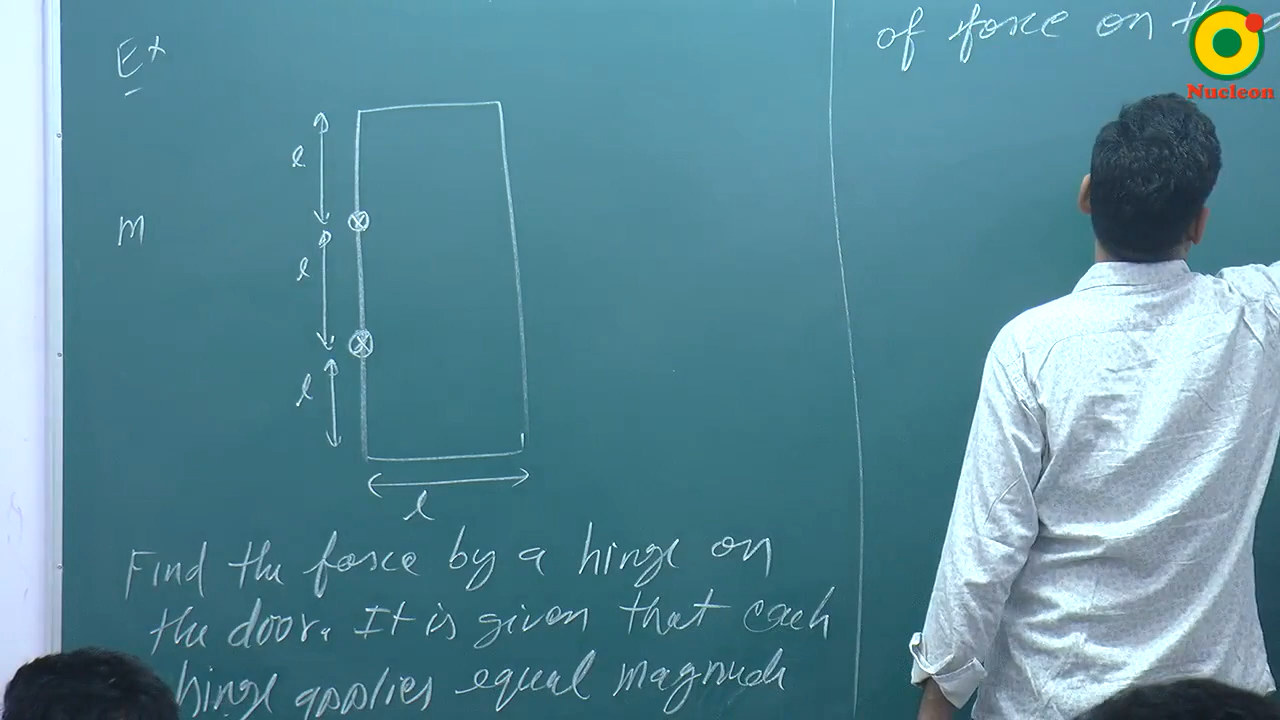 Ex
l
l
m
l
l
Find the force by a hinge on
the door. It is given that each
hinge applies equal magnude
of force on the
Nucleon